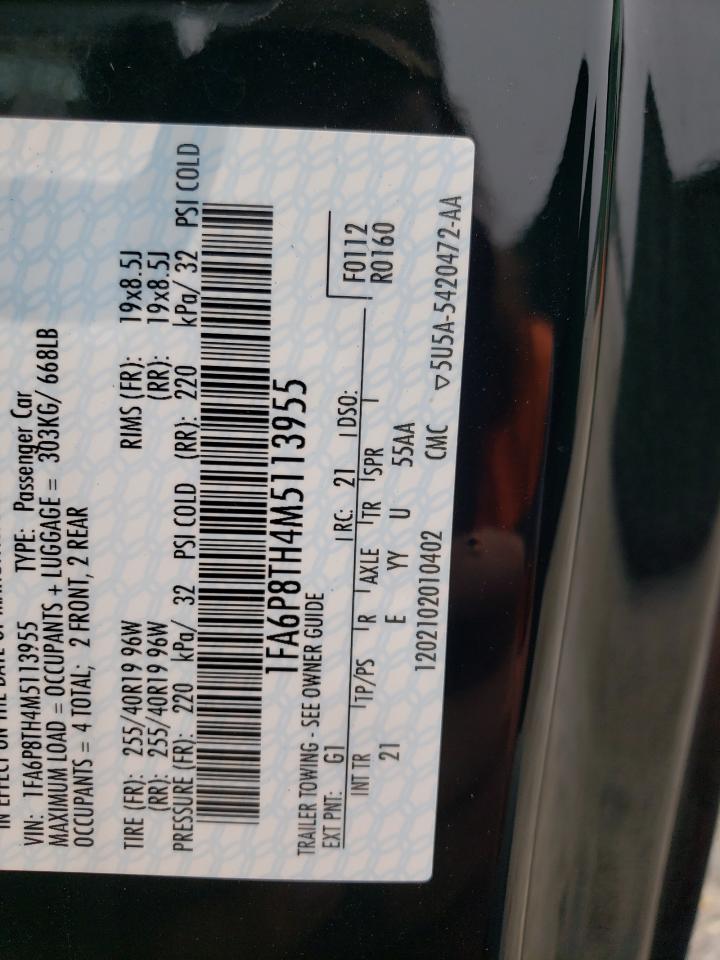 VIN: 1FA6P8TH4M5113955 TYPE: Passenger Car
MAXIMUM LOAD = OCCUPANTS + LUGGAGE = 303KG/ 668LB
OCCUPANTS = 4 TOTAL; 2 FRONT, 2 REAR
TIRE (FR): 255/40R19 96W RIMS (FR): 19x8.5J
(RR): 255/40R19 96W (RR): 19x8.5J
PRESSURE (FR): 220 kPa/ 32 PSI COLD (RR): 220 kPa/ 32 PSI COLD
1FA6P8TH4M5113955
TRAILER TOWING - SEE OWNER GUIDE
EXT PNT: G1 RC: 21 DSO: F0112
R0160
INT TR TP/PS R AXLE TR SPR
21 E YY U 55AA
1202102010402 CMC ▽5U5A-5420472-AA